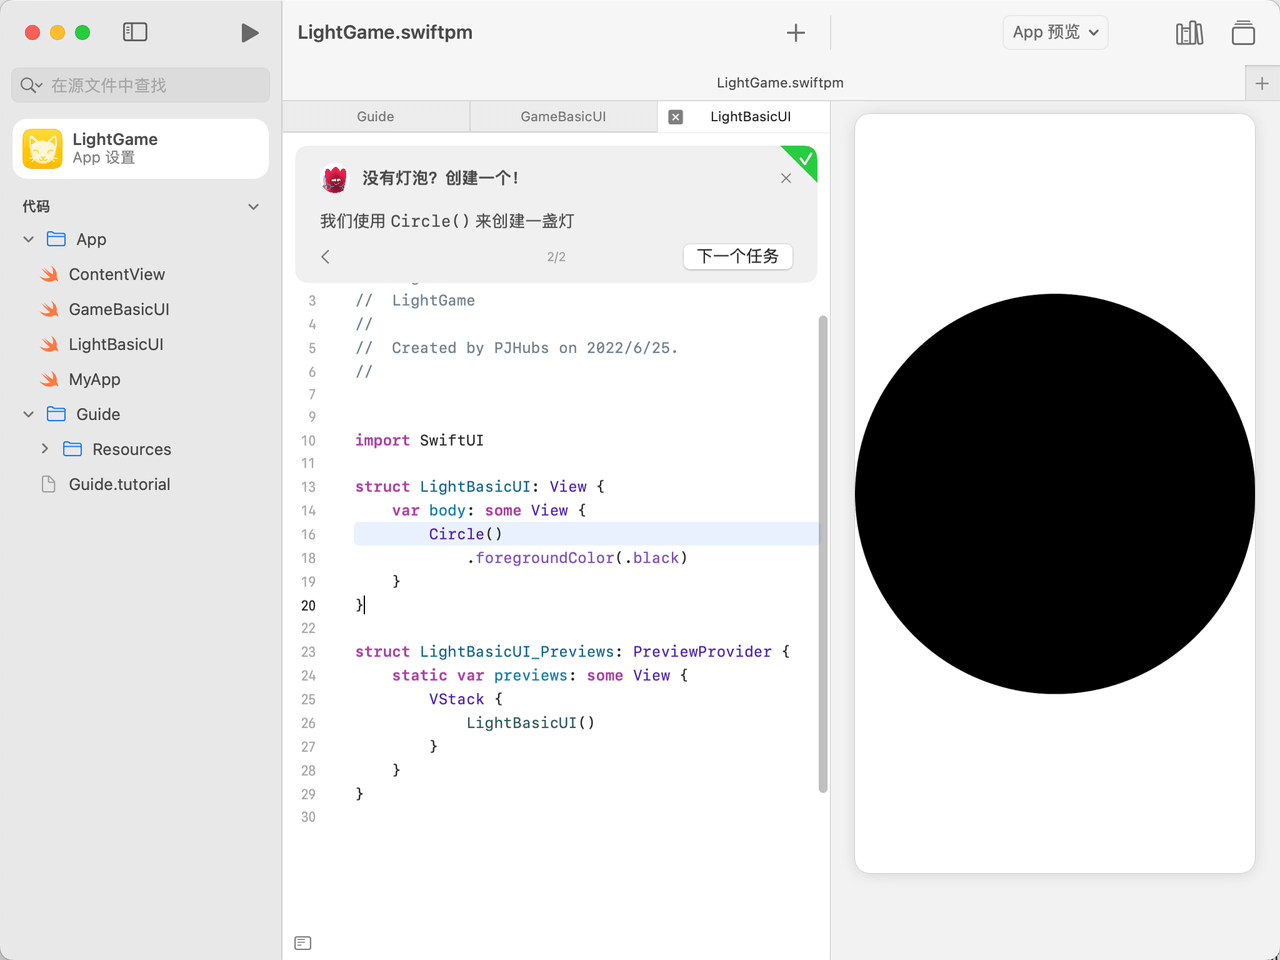 LightGame.swiftpm
App 预览
在源文件中查找
LightGame.swiftpm
LightGame
App 设置
Guide
GameBasicUI
LightBasicUI
代码
App
ContentView
GameBasicUI
LightBasicUI
MyApp
Guide
Resources
Guide.tutorial
没有灯泡？创建一个！
我们使用 Circle() 来创建一盏灯
2/2
下一个任务
3 // LightGame
4 //
5 // Created by PJHubs on 2022/6/25.
6 //
7
9
10 import SwiftUI
11
13 struct LightBasicUI: View {
14 var body: some View {
16 Circle()
18 .foregroundColor(.black)
19 }
20 }
22
23 struct LightBasicUI_Previews: PreviewProvider {
24 static var previews: some View {
25 VStack {
26 LightBasicUI()
27 }
28 }
29 }
30